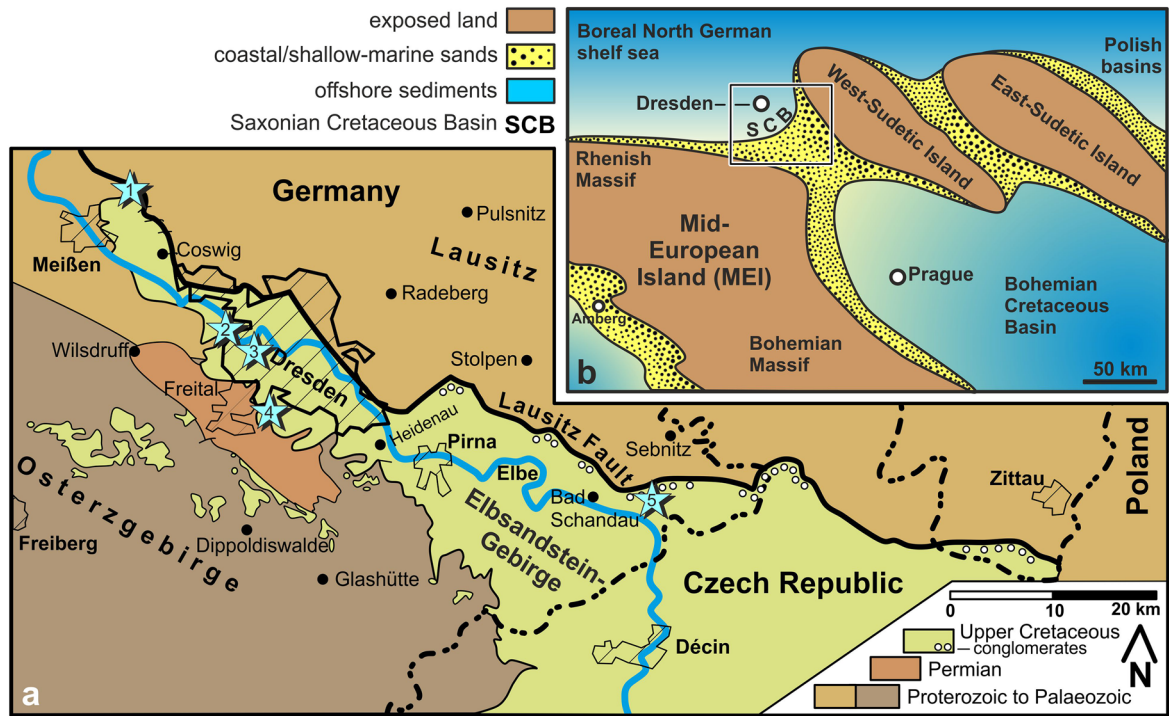 exposed land
coastal/shallow-marine sands
offshore sediments
Saxonian Cretaceous Basin SCB
Boreal North German
shelf sea
Polish
basins
Dresden
SCB
West-Sudetic Island
East-Sudetic Island
Rhenish
Massif
Mid-
European
Island (MEI)
Prague
Bohemian
Cretaceous
Basin
Amberg
Bohemian
Massif
50 km
b
Germany
1
Pulsnitz
Lausitz
Coswig
Meißen
Radeberg
2
3
Wilsdruff
Dresden
Stolpen
Freital
4
Heidenau
Lausitz Fault
Pirna
Sebnitz
Elbe
Zittau
Poland
Bad
Schandau
5
Osterzgebirge
Elbsandstein-
Gebirge
Freiberg
Dippoldiswalde
Glashütte
Czech Republic
Décin
0 10 20 km
Upper Cretaceous
conglomerates
Permian
Proterozoic to Palaeozoic
N
a